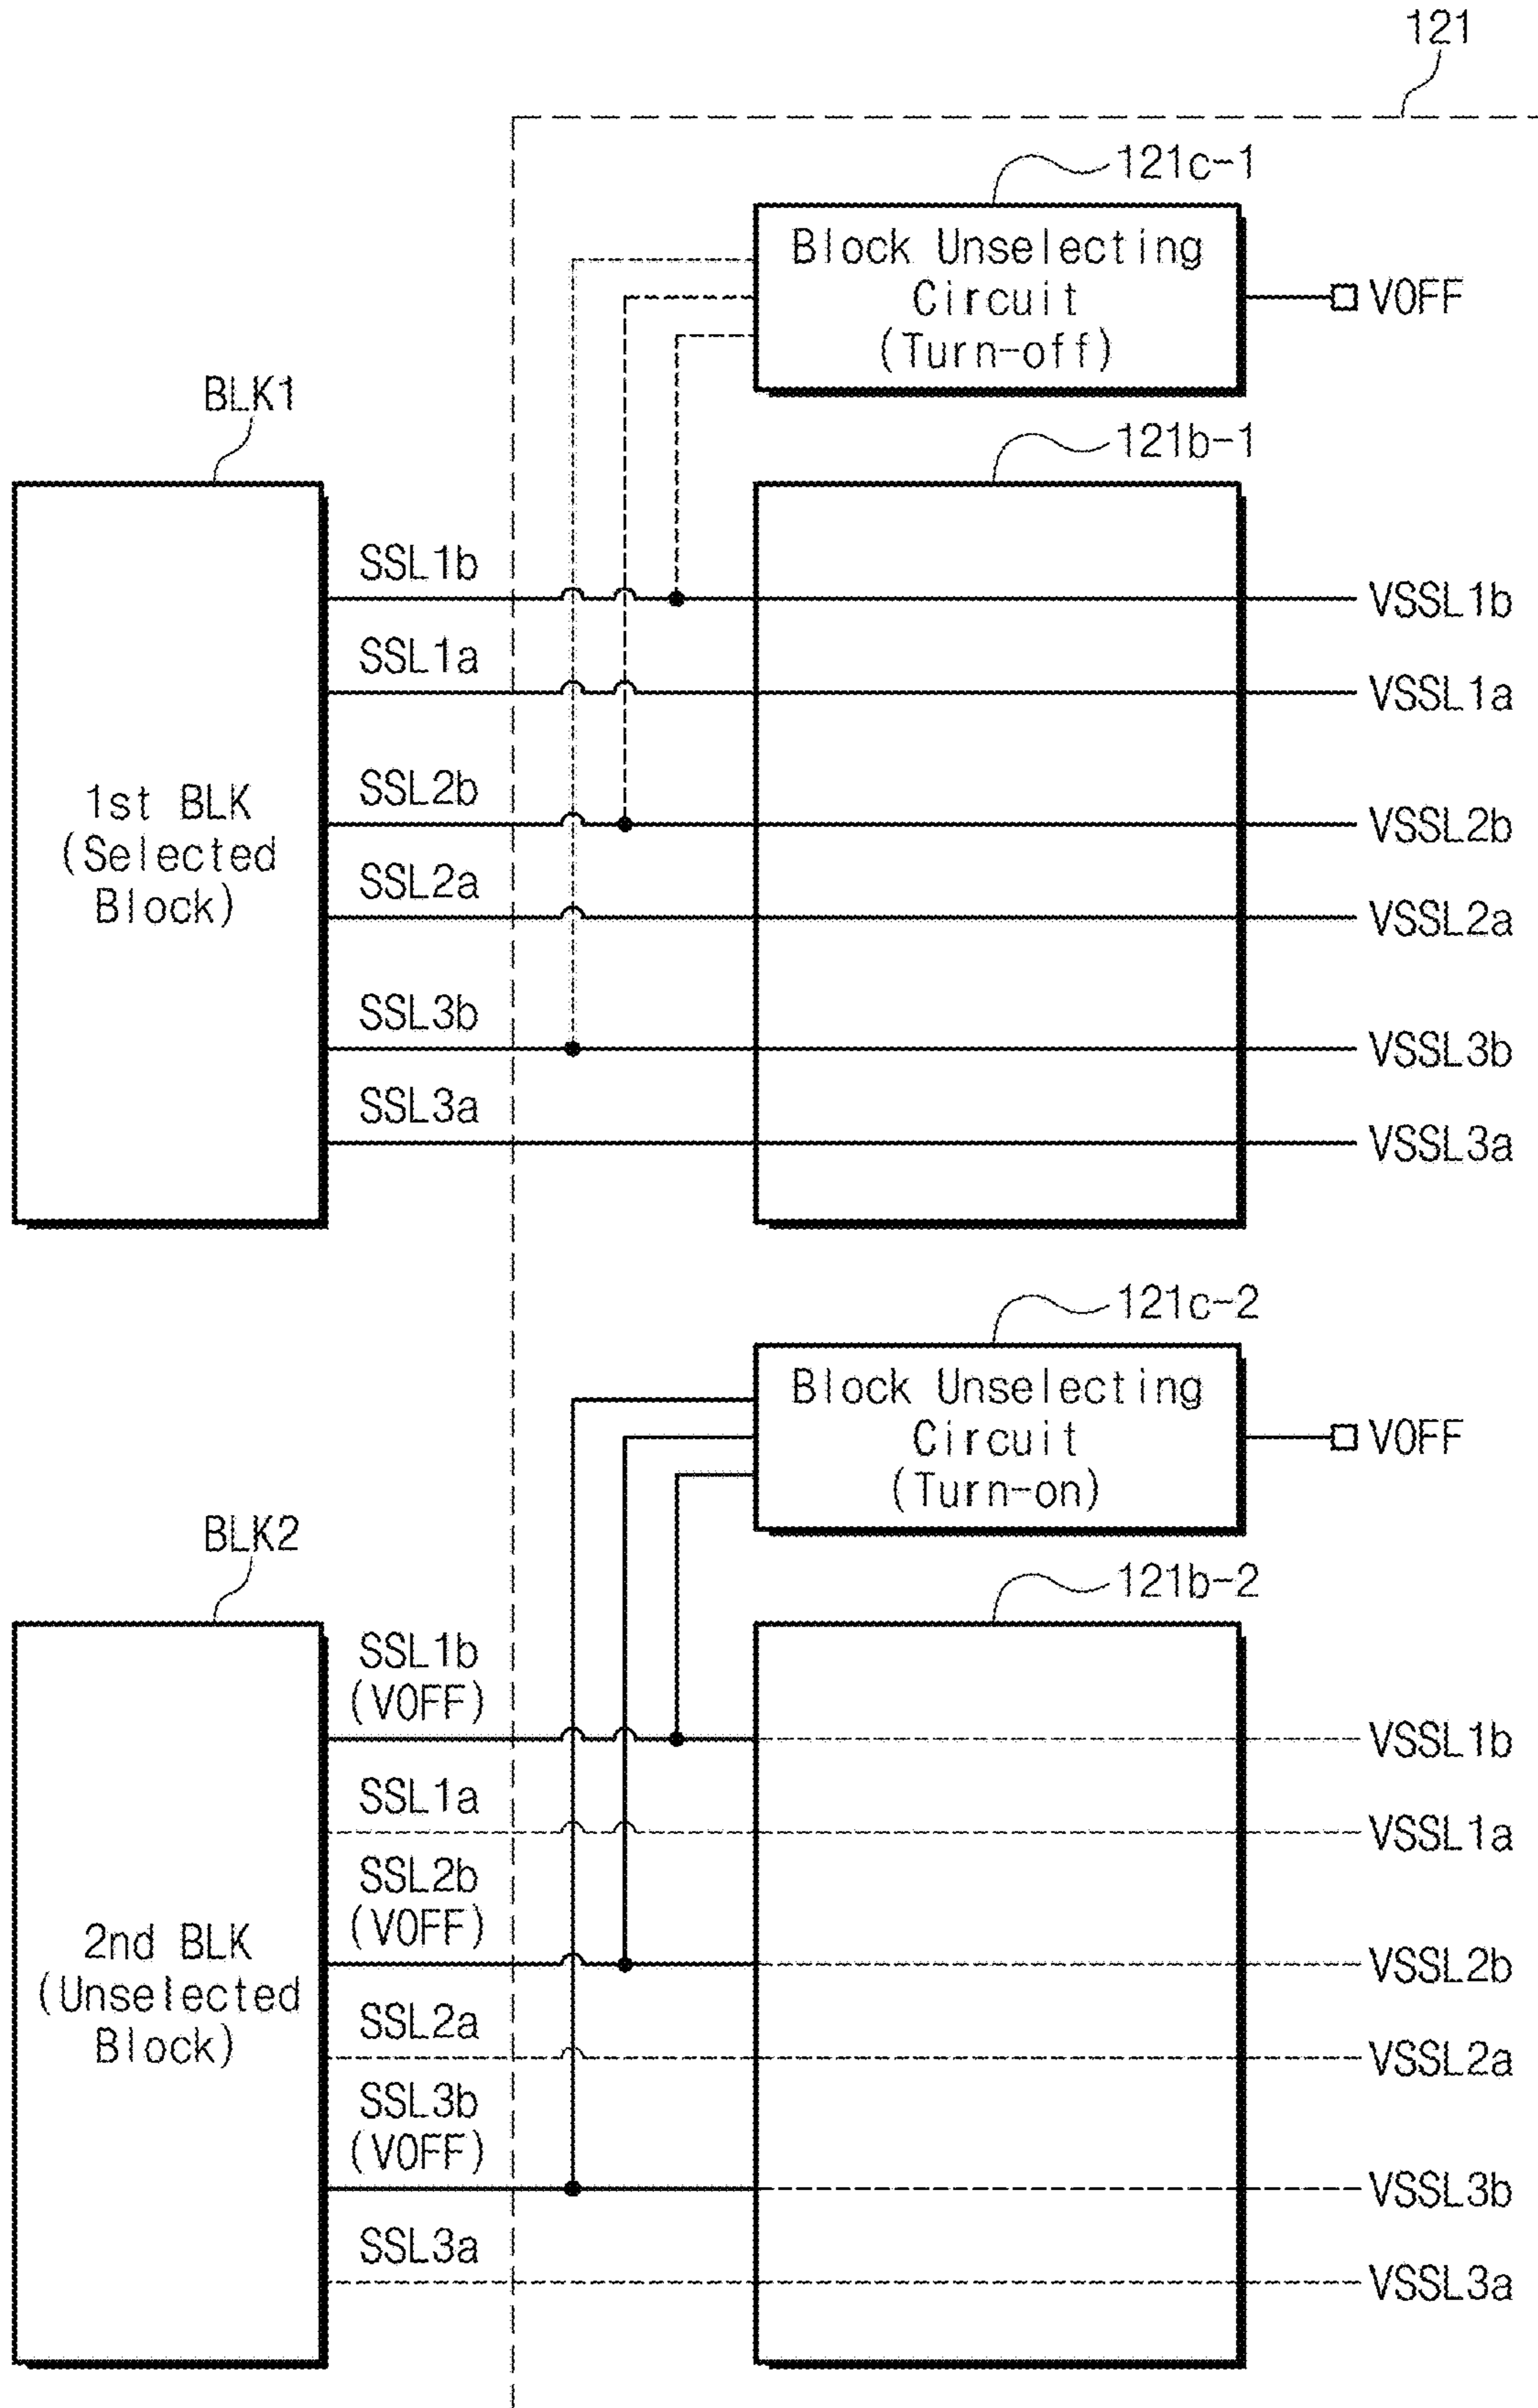 121
121c-1
Block Unselecting
Circuit
(Turn-off)
VOFF
BLK1
121b-1
1st BLK
(Selected
Block)
SSL1b
VSSL1b
SSL1a
VSSL1a
SSL2b
VSSL2b
SSL2a
VSSL2a
SSL3b
VSSL3b
SSL3a
VSSL3a
121c-2
Block Unselecting
Circuit
(Turn-on)
VOFF
BLK2
121b-2
2nd BLK
(Unselected
Block)
SSL1b
(VOFF)
VSSL1b
SSL1a
VSSL1a
SSL2b
(VOFF)
VSSL2b
SSL2a
VSSL2a
SSL3b
(VOFF)
VSSL3b
SSL3a
VSSL3a